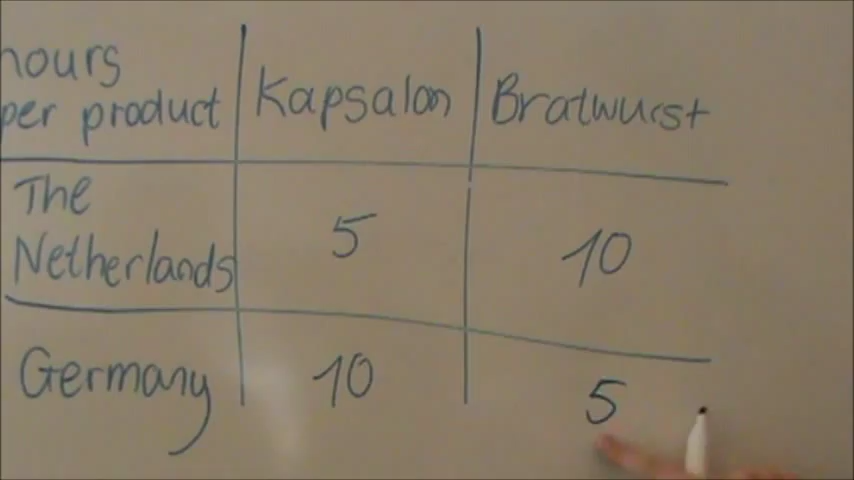 hours
per product Kapsalon Bratwurst
The
Netherlands 5 10
Germany 10 5